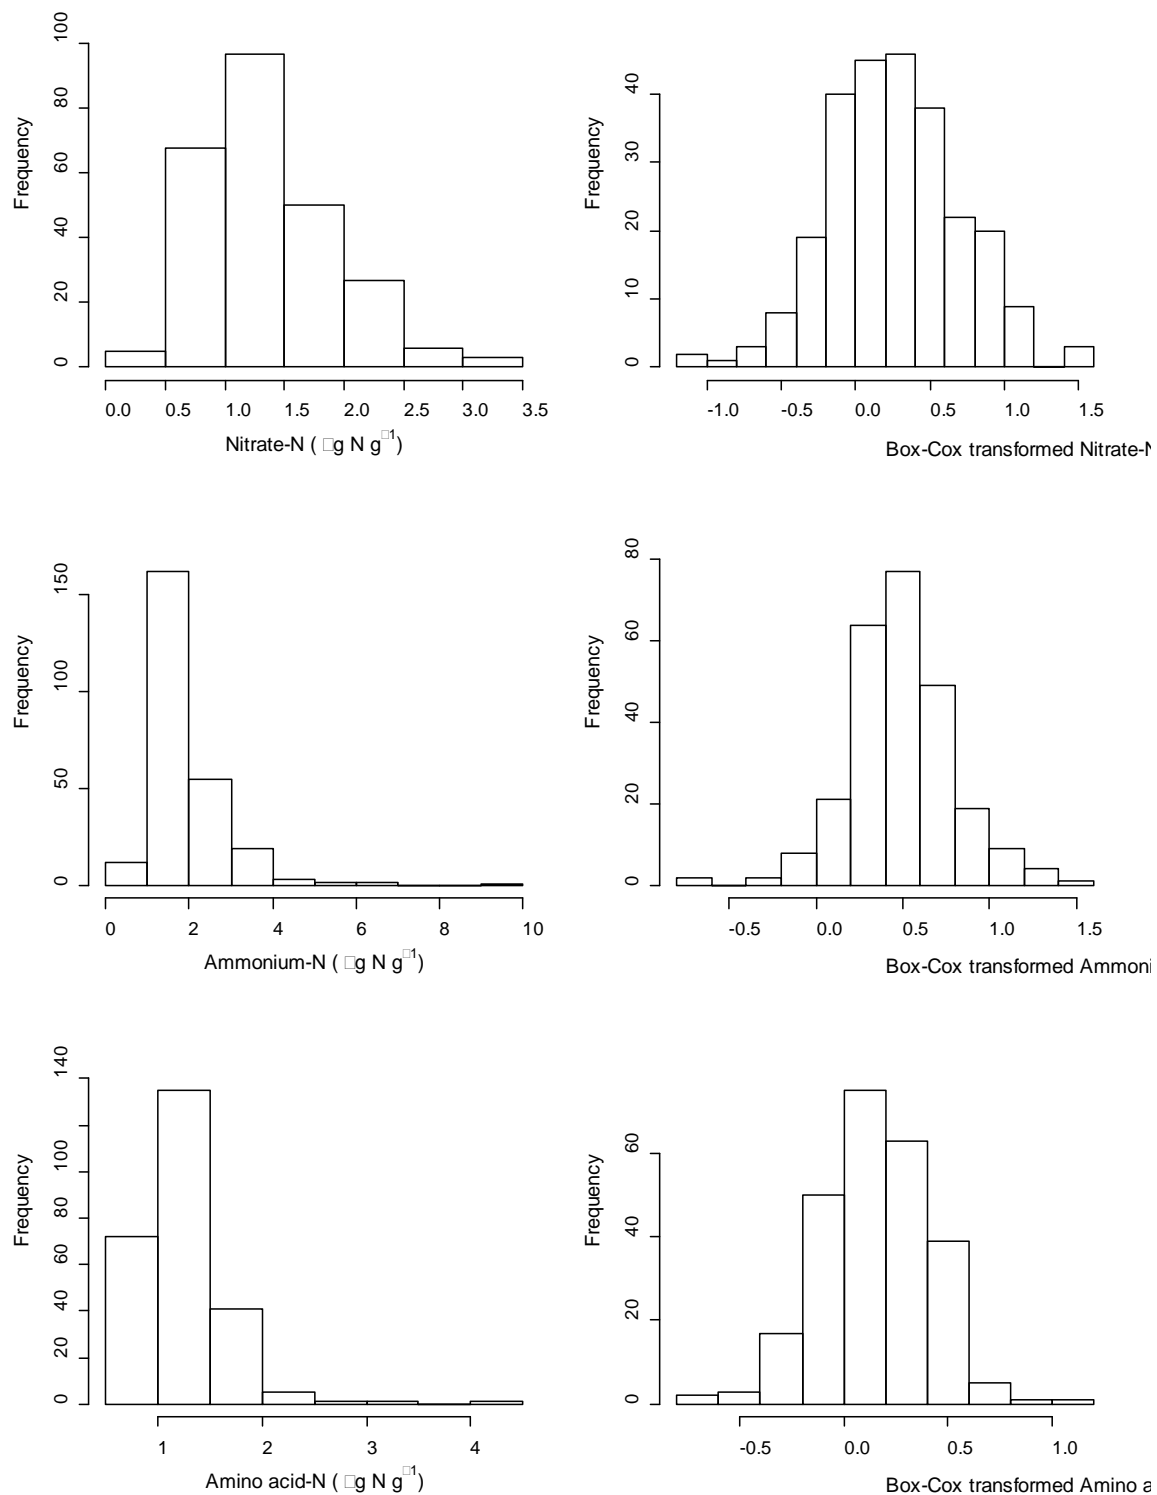 100
80
60
40
20
0
Frequency
0.0 0.5 1.0 1.5 2.0 2.5 3.0 3.5
Nitrate-N ( □g N g□1)
40
30
20
10
0
Frequency
-1.0 -0.5 0.0 0.5 1.0 1.5
Box-Cox transformed Nitrate-N
150
100
50
0
Frequency
0 2 4 6 8 10
Ammonium-N ( □g N g□1)
80
60
40
20
0
Frequency
-0.5 0.0 0.5 1.0 1.5
Box-Cox transformed Ammoni
140
100
80
60
40
20
0
Frequency
1 2 3 4
Amino acid-N ( □g N g□1)
60
40
20
0
Frequency
-0.5 0.0 0.5 1.0
Box-Cox transformed Amino a